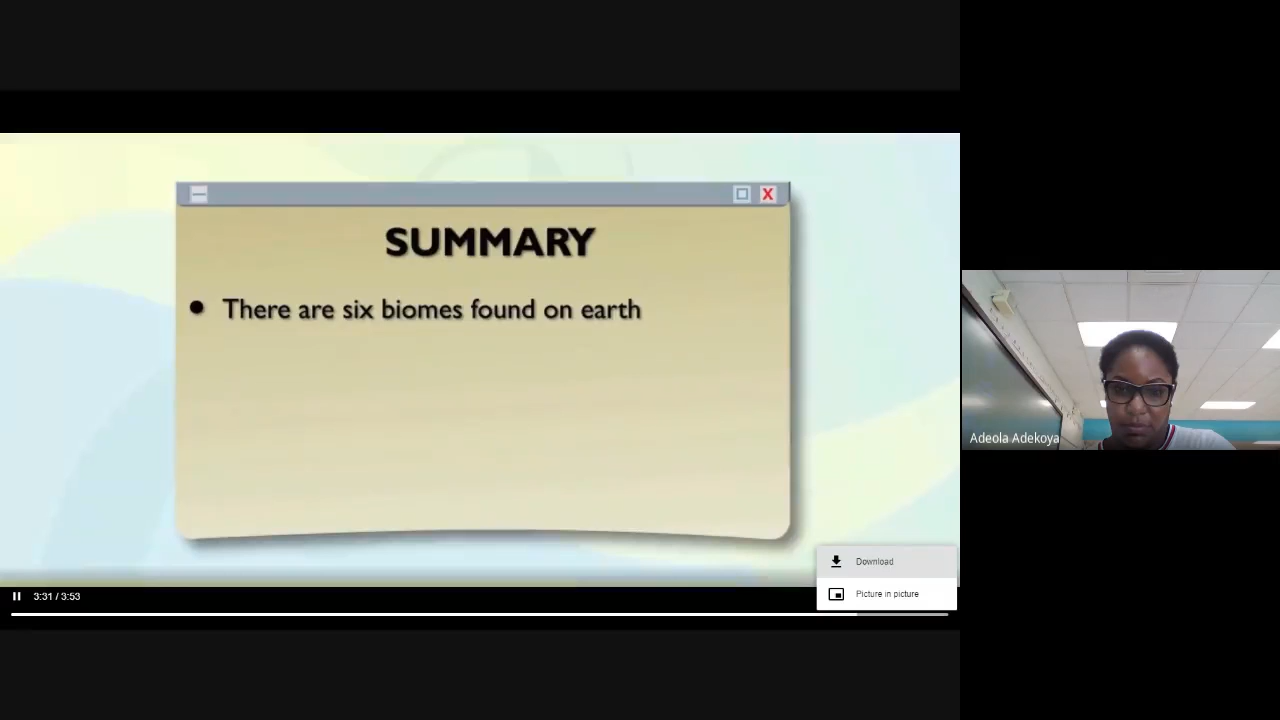 X
SUMMARY
• There are six biomes found on earth
Adeola Adekoya
Download
Picture in picture
3:31 / 3:53